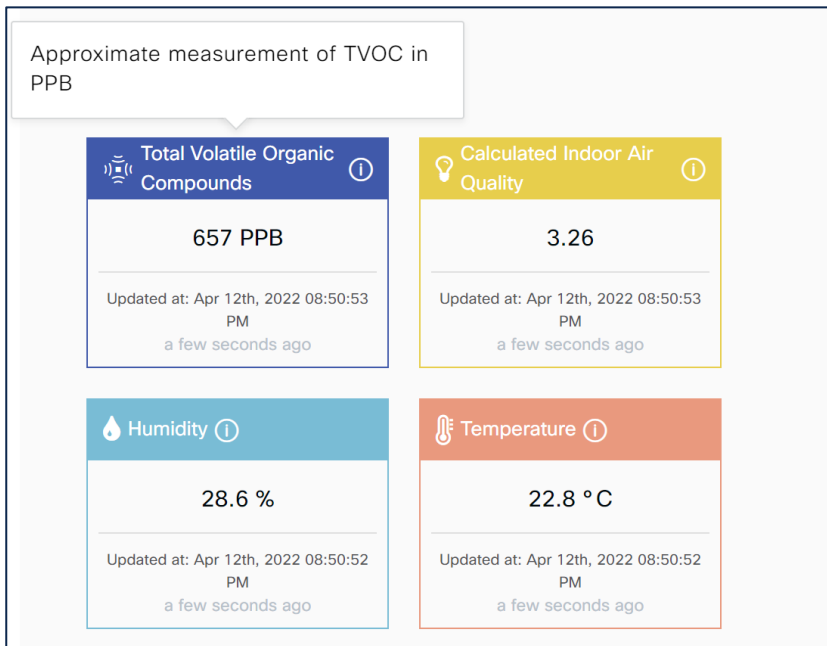 Approximate measurement of TVOC in
PPB
Total Volatile Organic
Compounds
657 PPB
Updated at: Apr 12th, 2022 08:50:53
PM
a few seconds ago
Calculated Indoor Air
Quality
3.26
Updated at: Apr 12th, 2022 08:50:53
PM
a few seconds ago
Humidity
28.6 %
Updated at: Apr 12th, 2022 08:50:52
PM
a few seconds ago
Temperature
22.8 °C
Updated at: Apr 12th, 2022 08:50:52
PM
a few seconds ago